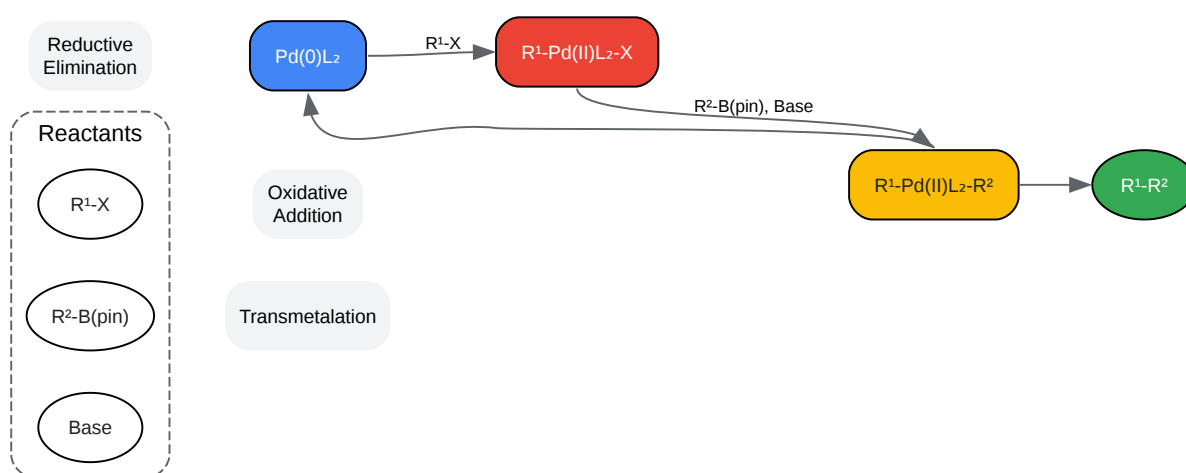 Reductive
Elimination
Pd(0)L₂
R¹-X
R¹-Pd(II)L₂-X
R²-B(pin), Base
Reactants
R¹-X
Oxidative
Addition
R¹-Pd(II)L₂-R²
R¹-R²
R²-B(pin)
Transmetalation
Base